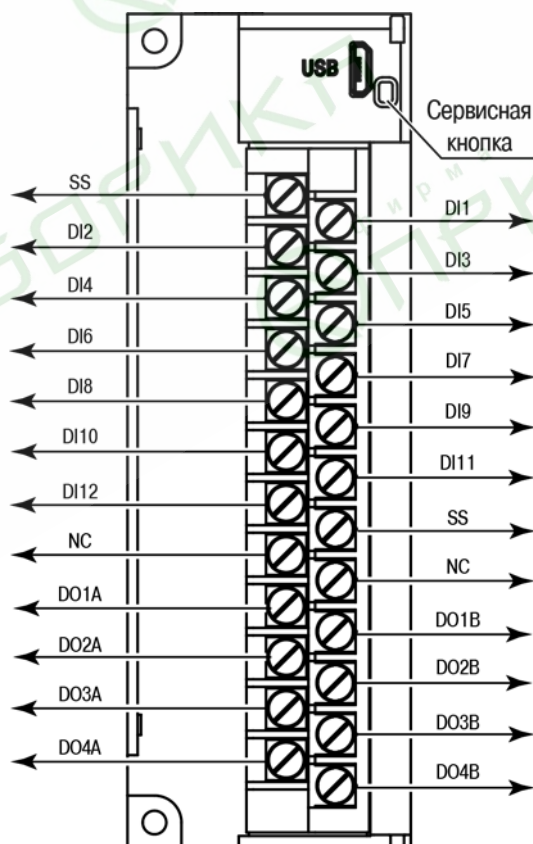 USB
Сервисная
кнопка
SS
DI1
DI2
DI3
DI4
DI5
DI6
DI7
DI8
DI9
DI10
DI11
DI12
SS
NC
NC
DO1A
DO1B
DO2A
DO2B
DO3A
DO3B
DO4A
DO4B